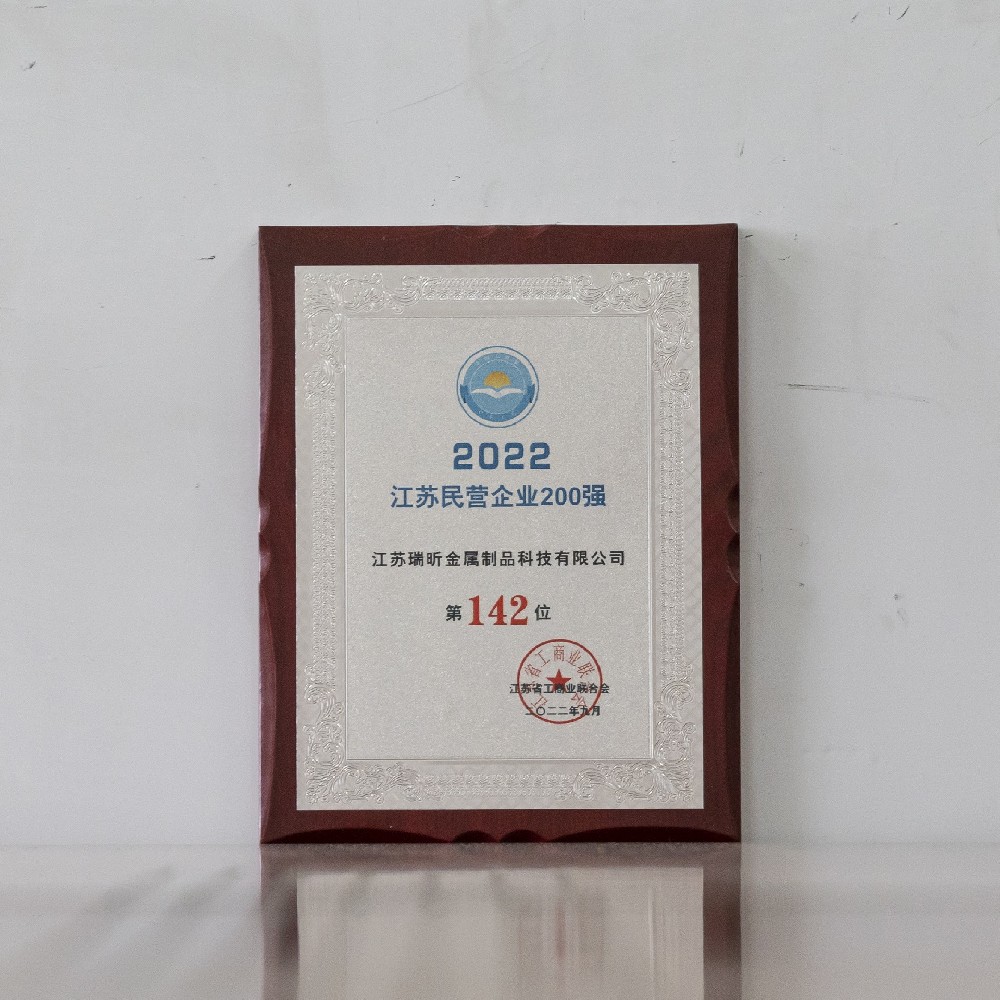 2022
江苏民营企业200强
江苏瑞昕金属制品科技有限公司
第142位
江苏省工商业联合会
二〇二二年九月